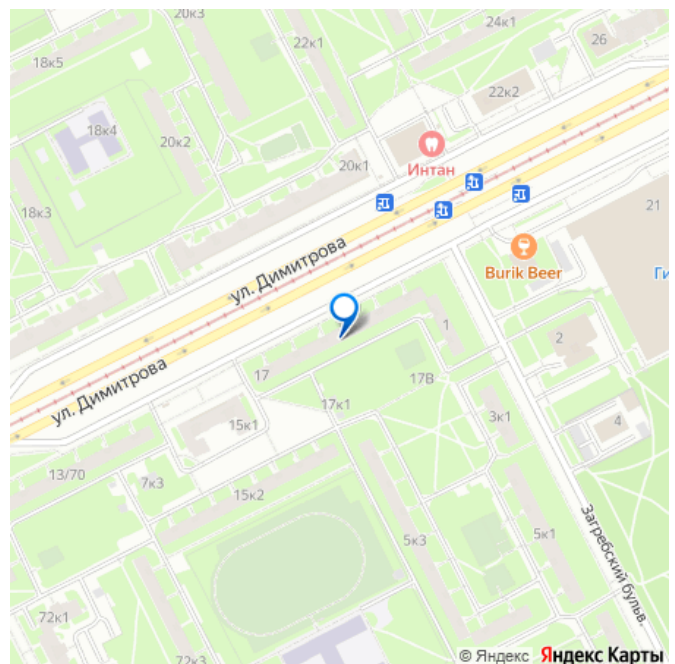 20к3
24к1
26
22к1
18к5
22к2
18к4
20к2
20к1
Интан
18к3
21
ул. Димитрова
Burik Beer
Ги
1
2
17
17В
ул. Димитрова
17к1
3к1
15к1
4
13/70
7к3
15к2
Загребский бульв.
5к3
5к1
72к1
72к3
© Яндекс Яндекс Карты